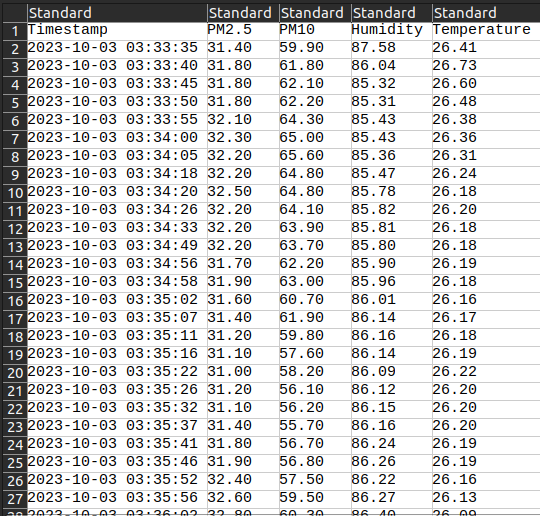 Standard Standard Standard Standard Standard
1 Timestamp PM2.5 PM10 Humidity Temperature
2 2023-10-03 03:33:35 31.40 59.90 87.58 26.41
3 2023-10-03 03:33:40 31.80 61.80 86.04 26.73
4 2023-10-03 03:33:45 31.80 62.10 85.32 26.60
5 2023-10-03 03:33:50 31.80 62.20 85.31 26.48
6 2023-10-03 03:33:55 32.10 64.30 85.43 26.38
7 2023-10-03 03:34:00 32.30 65.00 85.43 26.36
8 2023-10-03 03:34:05 32.20 65.60 85.36 26.31
9 2023-10-03 03:34:18 32.20 64.80 85.47 26.24
10 2023-10-03 03:34:20 32.50 64.80 85.78 26.18
11 2023-10-03 03:34:26 32.20 64.10 85.82 26.20
12 2023-10-03 03:34:33 32.20 63.90 85.81 26.18
13 2023-10-03 03:34:49 32.20 63.70 85.80 26.18
14 2023-10-03 03:34:56 31.70 62.20 85.90 26.19
15 2023-10-03 03:34:58 31.90 63.00 85.96 26.18
16 2023-10-03 03:35:02 31.60 60.70 86.01 26.16
17 2023-10-03 03:35:07 31.40 61.90 86.14 26.17
18 2023-10-03 03:35:11 31.20 59.80 86.16 26.18
19 2023-10-03 03:35:16 31.10 57.60 86.14 26.19
20 2023-10-03 03:35:22 31.00 58.20 86.09 26.22
21 2023-10-03 03:35:26 31.20 56.10 86.12 26.20
22 2023-10-03 03:35:32 31.10 56.20 86.15 26.20
23 2023-10-03 03:35:37 31.40 55.70 86.16 26.20
24 2023-10-03 03:35:41 31.80 56.70 86.24 26.19
25 2023-10-03 03:35:46 31.90 56.80 86.26 26.19
26 2023-10-03 03:35:52 32.40 57.50 86.22 26.16
27 2023-10-03 03:35:56 32.60 59.50 86.27 26.13